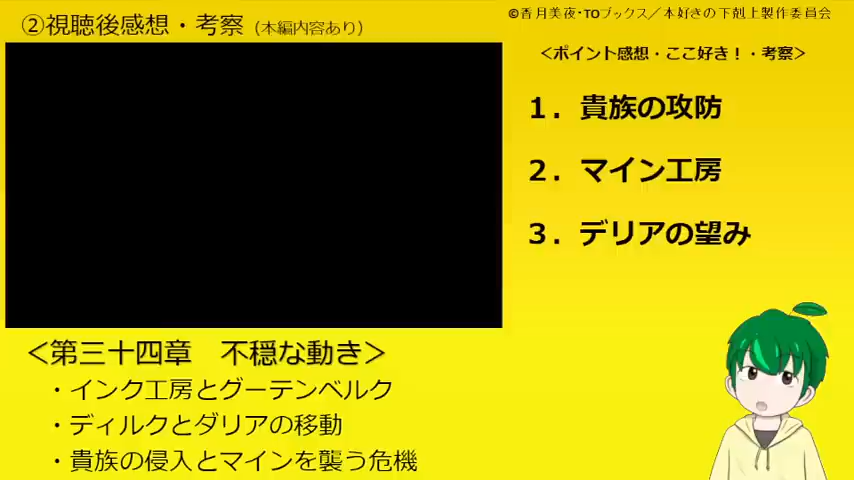 ②視聴後感想・考察（本編内容あり）
©香月美夜・TOブックス／本好きの下剋上製作委員会
＜ポイント感想・ここ好き！・考察＞
１．貴族の攻防
２．マイン工房
３．デリアの望み
＜第三十四章　不穏な動き＞
・インク工房とグーテンベルク
・ディルクとダリアの移動
・貴族の侵入とマインを襲う危機